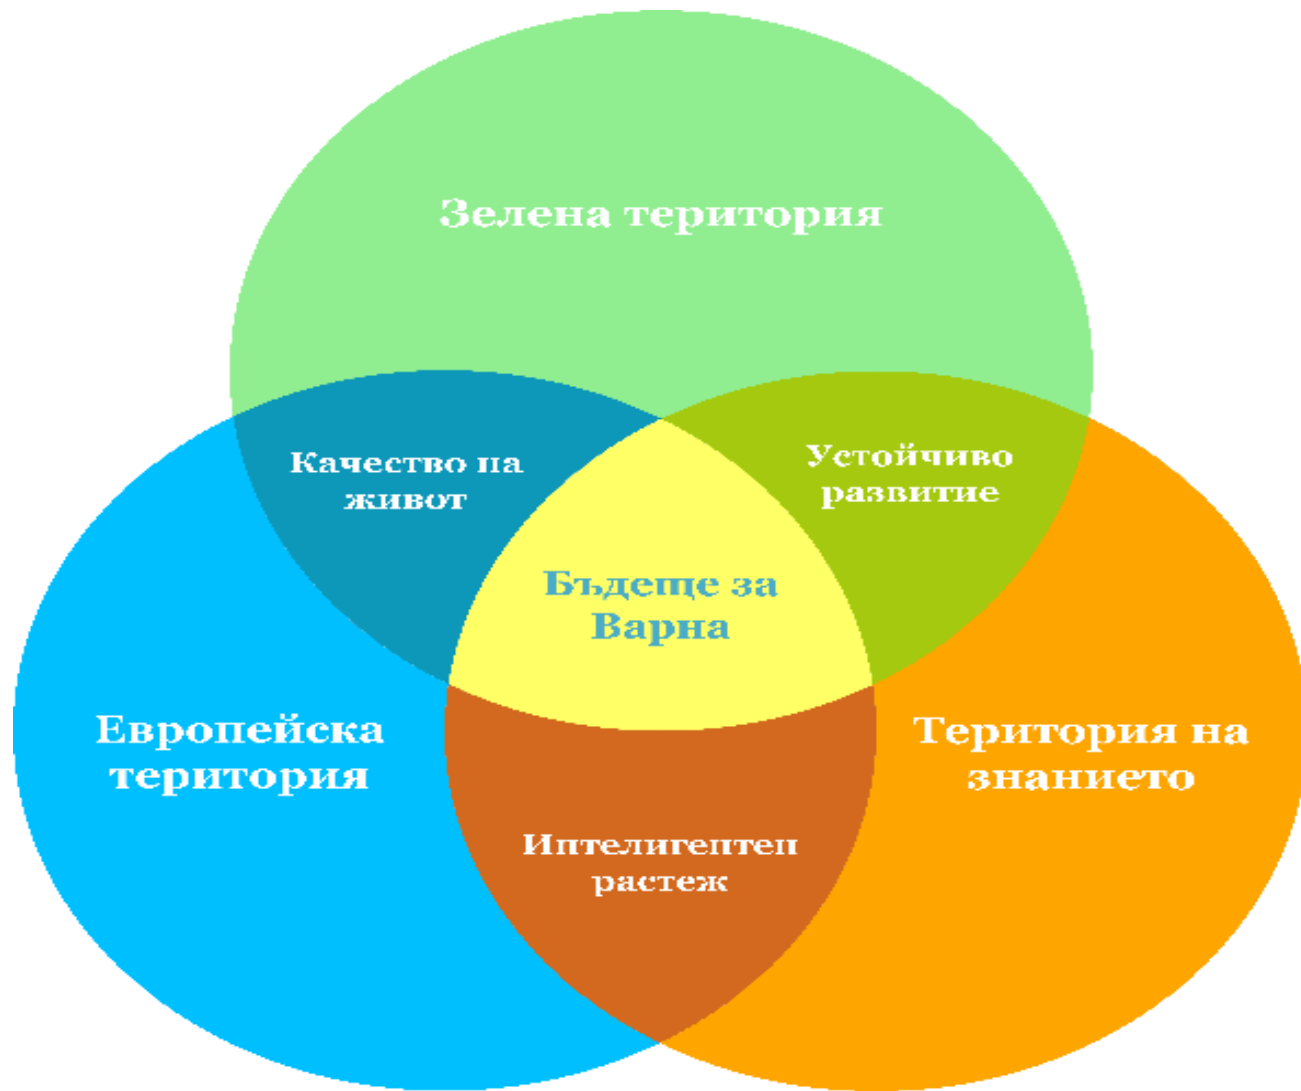 Зелена територия
Качество на
живот
Устойчиво
развитие
Бъдеще за
Варна
Европейска
територия
Територия на
знанието
Интелигентен
растеж